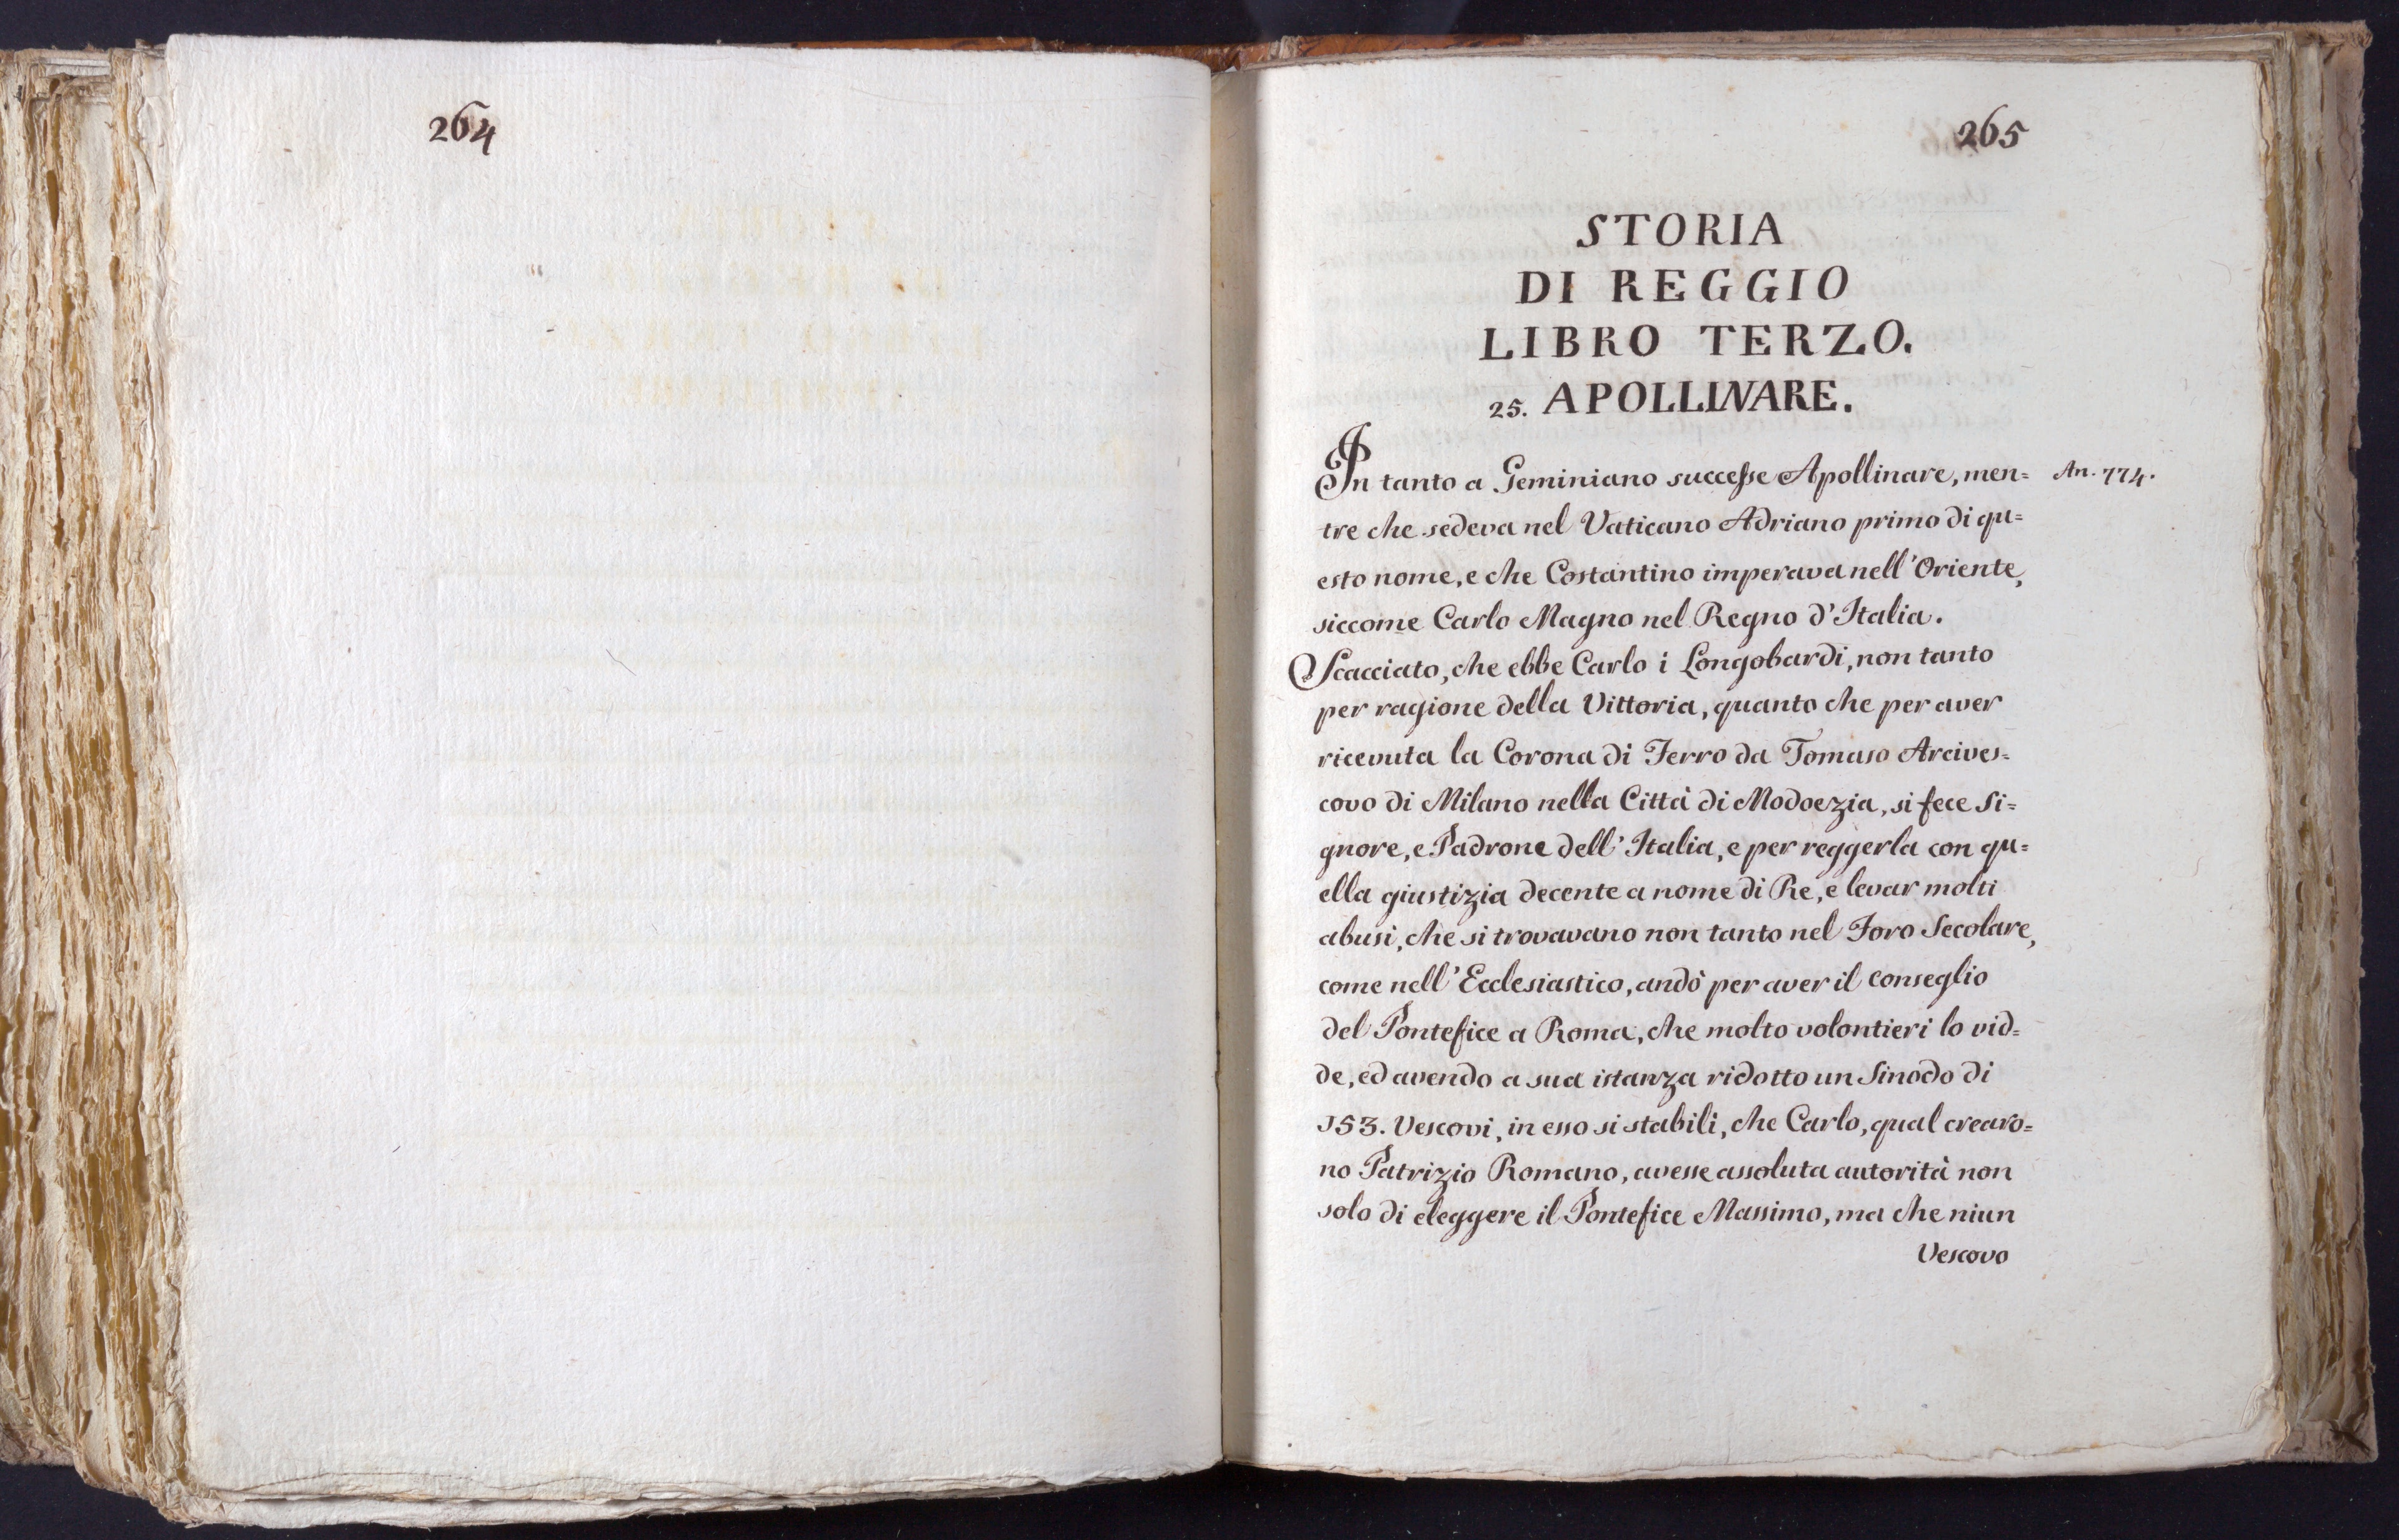 264
265
STORIA
DI REGGIO
LIBRO TERZO.
25. APOLLINARE.
In tanto a Geminiano successe Apollinare, men= An. 774.
tre che sedeva nel Vaticano Adriano primo di qu=
esto nome, e che Costantino imperava nell'Oriente,
siccome Carlo Magno nel Regno d'Italia.
Scacciato, che ebbe Carlo i Longobardi, non tanto
per ragione della Vittoria, quanto che per aver
ricevuta la Corona di Ferro da Tomaso Arcives=
covo di Milano nella Città di Modoezia, si fece Si=
gnore, e Padrone dell'Italia, e per reggerla con qu=
ella giustizia decente a nome di Re, e levar molti
abusi, che si trovavano non tanto nel Foro Secolare,
come nell'Ecclesiastico, andò per aver il conseglio
del Pontefice a Roma, che molto volontieri lo vid=
de, ed avendo a sua istanza ridotto un Sinodo di
153. Vescovi, in esso si stabilì, che Carlo, qual crearo=
no Patrizio Romano, avesse assoluta autorità non
solo di eleggere il Pontefice Massimo, ma che niun
Vescovo